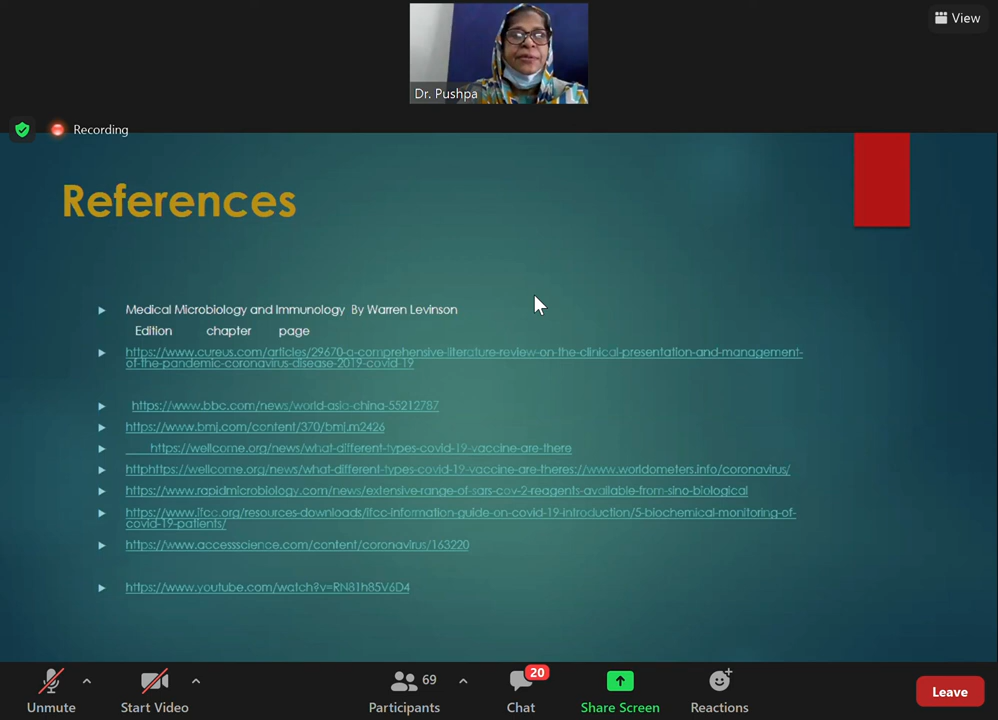 View
Dr. Pushpa
Recording
References
Medical Microbiology and Immunology By Warren Levinson
Edition chapter page
https://www.cureus.com/articles/29670-a-comprehensive-literature-review-on-the-clinical-presentation-and-management-
of-the-pandemic-coronavirus-disease-2019-covid-19
https://www.bbc.com/news/world-asia-china-55212787
https://www.bmj.com/content/370/bmj.m2426
https://wellcome.org/news/what-different-types-covid-19-vaccine-are-there
httphttps://wellcome.org/news/what-different-types-covid-19-vaccine-are-theres://www.worldometers.info/coronavirus/
https://www.rapidmicrobiology.com/news/extensive-range-of-sars-cov-2-reagents-available-from-sino-biological
https://www.ifcc.org/resources-downloads/ifcc-information-guide-on-covid-19-introduction/5-biochemical-monitoring-of-
covid-19-patients/
https://www.accessscience.com/content/coronavirus/163220
https://www.youtube.com/watch?v=RN81h85V6D4
69
20
Unmute
Start Video
Participants
Chat
Share Screen
Reactions
Leave